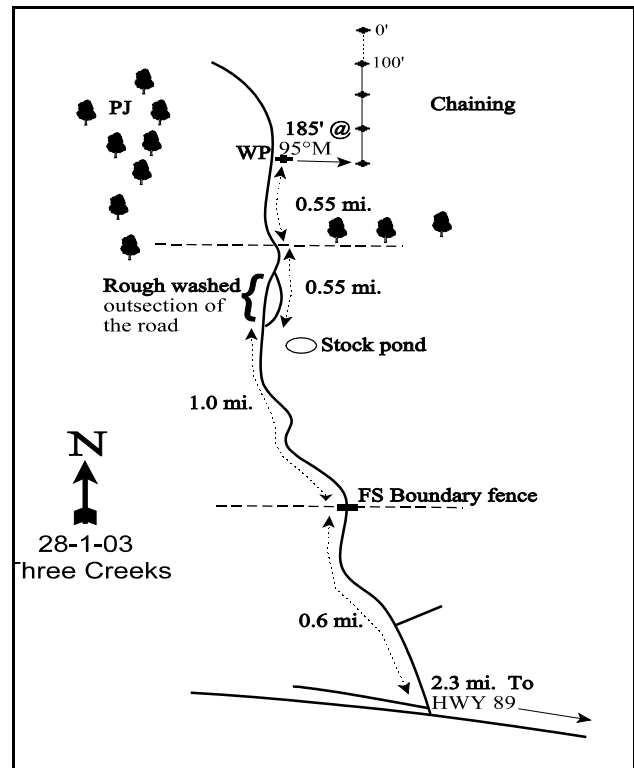 0'
100'
PJ
Chaining
185' @
WP 95°M
0.55 mi.
Rough washed
outsection of
the road
0.55 mi.
Stock pond
1.0 mi.
N
FS Boundary fence
28-1-03
Three Creeks
0.6 mi.
2.3 mi. To
HWY 89